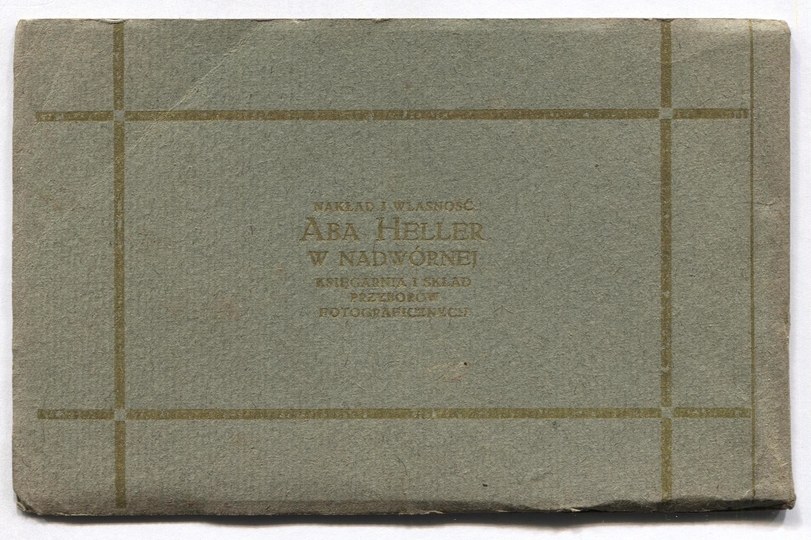 NAKŁAD I WŁASNOŚĆ
ABA HELLER
W NADWÓRNEJ
KSIĘGARNIA I SKŁAD
PRZYBORÓW
FOTOGRAFICZNYCH